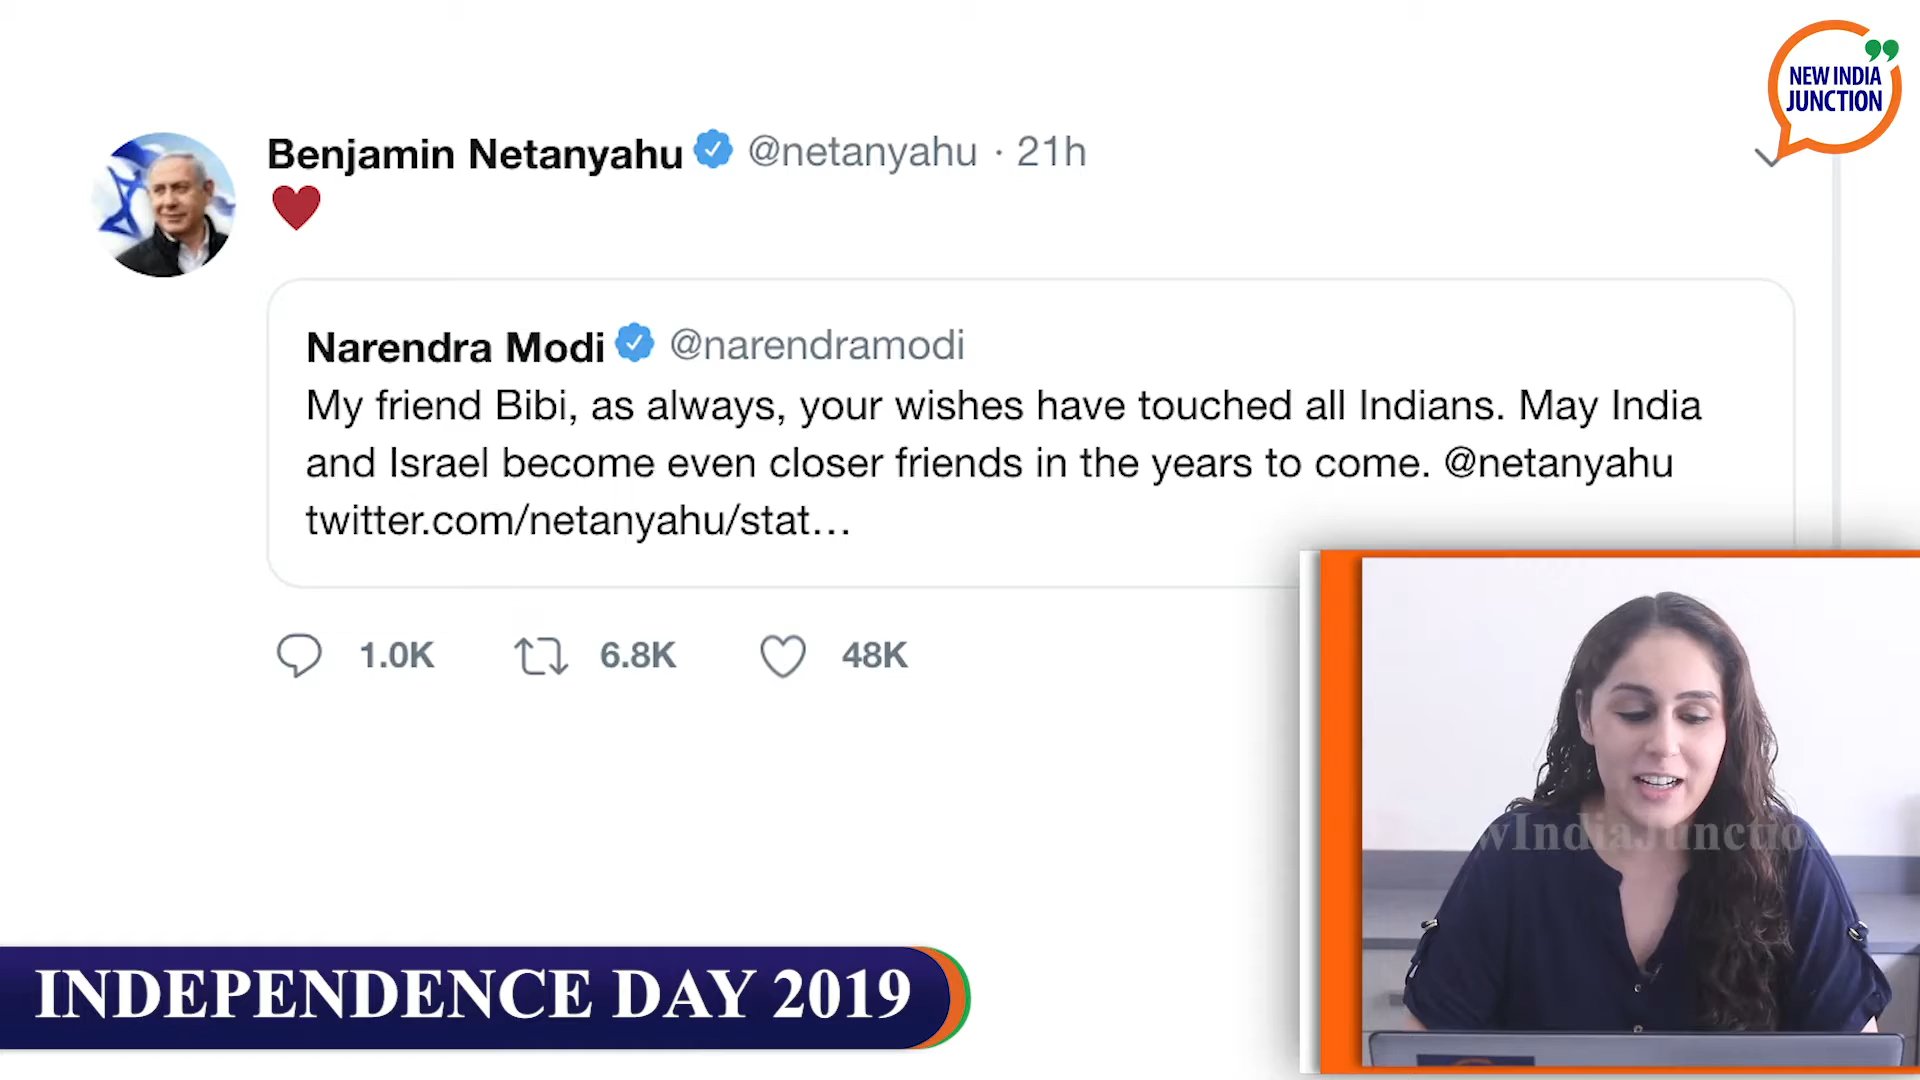 NEW INDIA
JUNCTION
Benjamin Netanyahu @netanyahu · 21h
Narendra Modi @narendramodi
My friend Bibi, as always, your wishes have touched all Indians. May India
and Israel become even closer friends in the years to come. @netanyahu
twitter.com/netanyahu/stat...
1.0K 6.8K 48K
wIndiaJunctio
INDEPENDENCE DAY 2019